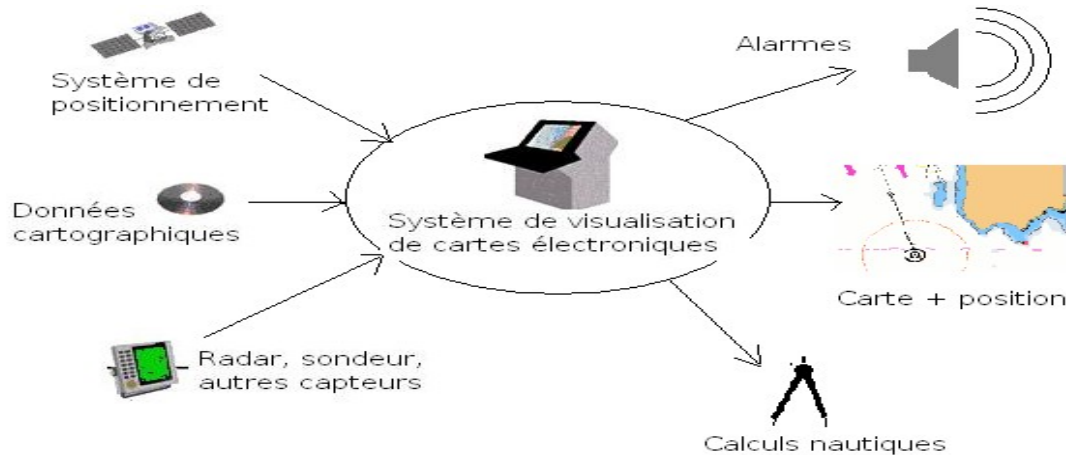 Système de
positionnement
Données
cartographiques
Radar, sondeur,
autres capteurs
Système de visualisation
de cartes électroniques
Alarmes
Carte + position
Calculs nautiques